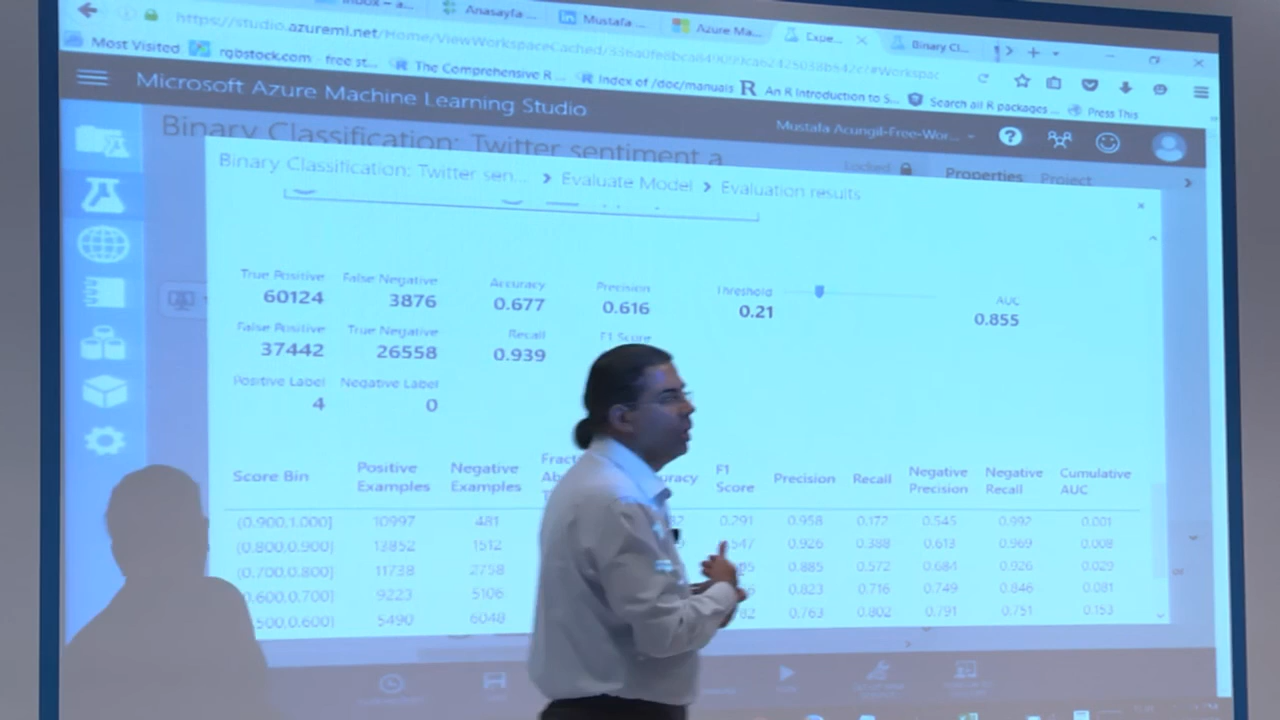 Anasayfa ...
Mustafa ...
Azure Ma...
Expe...
Binary Cl...
https://studio.azureml.net/Home/ViewWorkspaceCached/
Most Visited
rgbstock.com - free st...
The Comprehensive R ...
Index of /doc/manuals
An R Introduction to S...
Search all R packages ...
Press This
Microsoft Azure Machine Learning Studio
Mustafa Acungil-Free-Wor...
Binary Classification: Twitter sentiment a
Locked
Properties Project
Binary Classification: Twitter sen... > Evaluate Model > Evaluation results
True Positive False Negative Accuracy Precision Threshold AUC
60124 3876 0.677 0.616 0.21 0.855
False Positive True Negative Recall F1 Score
37442 26558 0.939
Positive Label Negative Label
4 0
Score Bin Positive Examples Negative Examples F1 Score Precision Recall Negative Precision Negative Recall Cumulative AUC
(0.900,1.000] 10997 481 0.291 0.958 0.172 0.545 0.992 0.001
(0.800,0.900] 13852 1512 0.926 0.388 0.613 0.969 0.008
(0.700,0.800] 11738 2758 0.885 0.572 0.684 0.926 0.029
0.600,0.700] 9223 5106 0.823 0.716 0.749 0.846 0.081
.500,0.600] 5490 6048 0.763 0.802 0.791 0.751 0.153